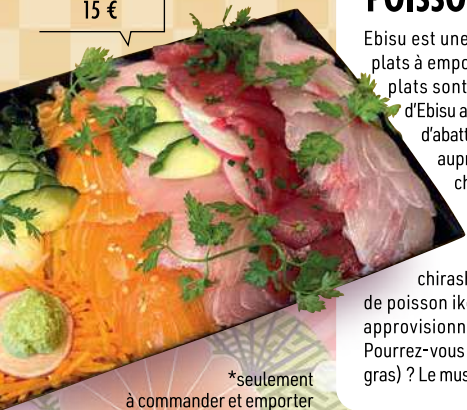 15 €
POISSO
Ebisu est une
plats à empo
plats sont
d'Ebisu a
d'abatt
aupr
ch
chirash
de poisson ik
approvisionn
Pourrez-vous
gras) ? Le mus
*seulement
à commander et emporter